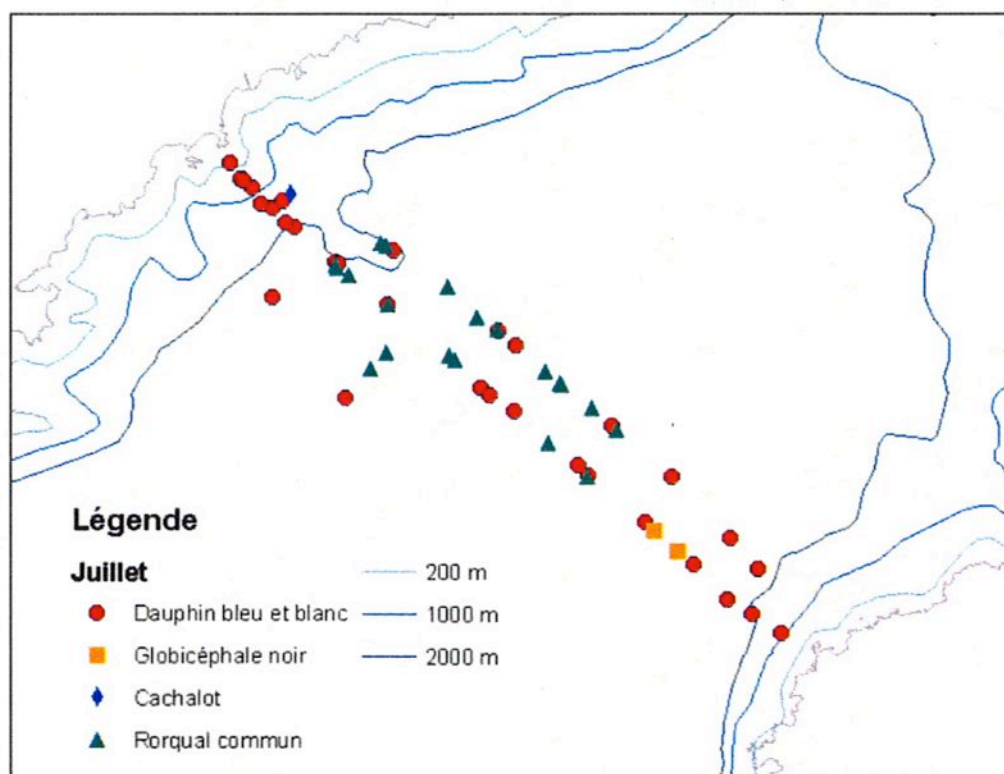 Légende
Juillet
Dauphin bleu et blanc
Globicéphale noir
Cachalot
Rorqual commun
200 m
1000 m
2000 m